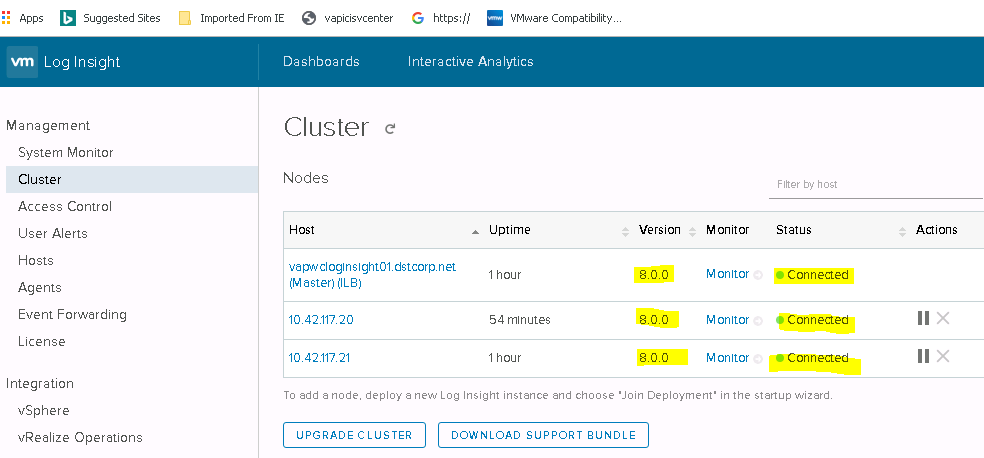 Apps Suggested Sites Imported From IE vapicisvcenter https:// VMware Compatibility...
vm Log Insight Dashboards Interactive Analytics
Management
System Monitor
Cluster
Access Control
User Alerts
Hosts
Agents
Event Forwarding
License
Integration
vSphere
vRealize Operations
Cluster
Nodes
Filter by host
Host Uptime Version Monitor Status Actions
vapwcloginsight01.dstcorp.net
(Master) (ILB) 1 hour 8.0.0 Monitor Connected
10.42.117.20 54 minutes 8.0.0 Monitor Connected
10.42.117.21 1 hour 8.0.0 Monitor Connected
To add a node, deploy a new Log Insight instance and choose "Join Deployment" in the startup wizard.
UPGRADE CLUSTER DOWNLOAD SUPPORT BUNDLE